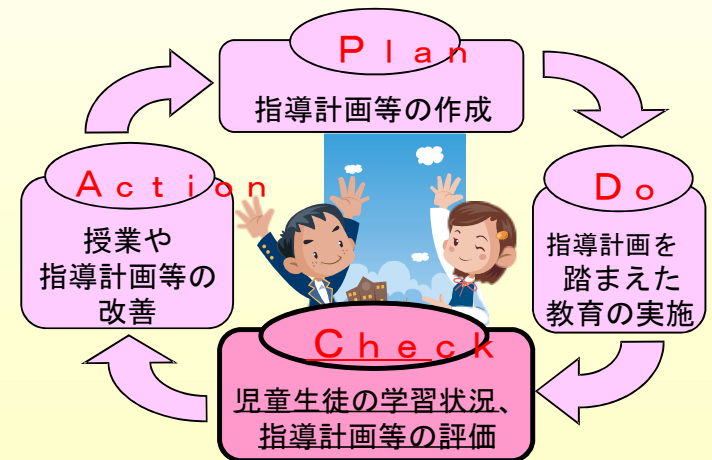 Ｐｌａｎ
指導計画等の作成
Ｄｏ
指導計画を
踏まえた
教育の実施
Ｃｈｅｃｋ
児童生徒の学習状況、
指導計画等の評価
Ａｃｔｉｏｎ
授業や
指導計画等の
改善